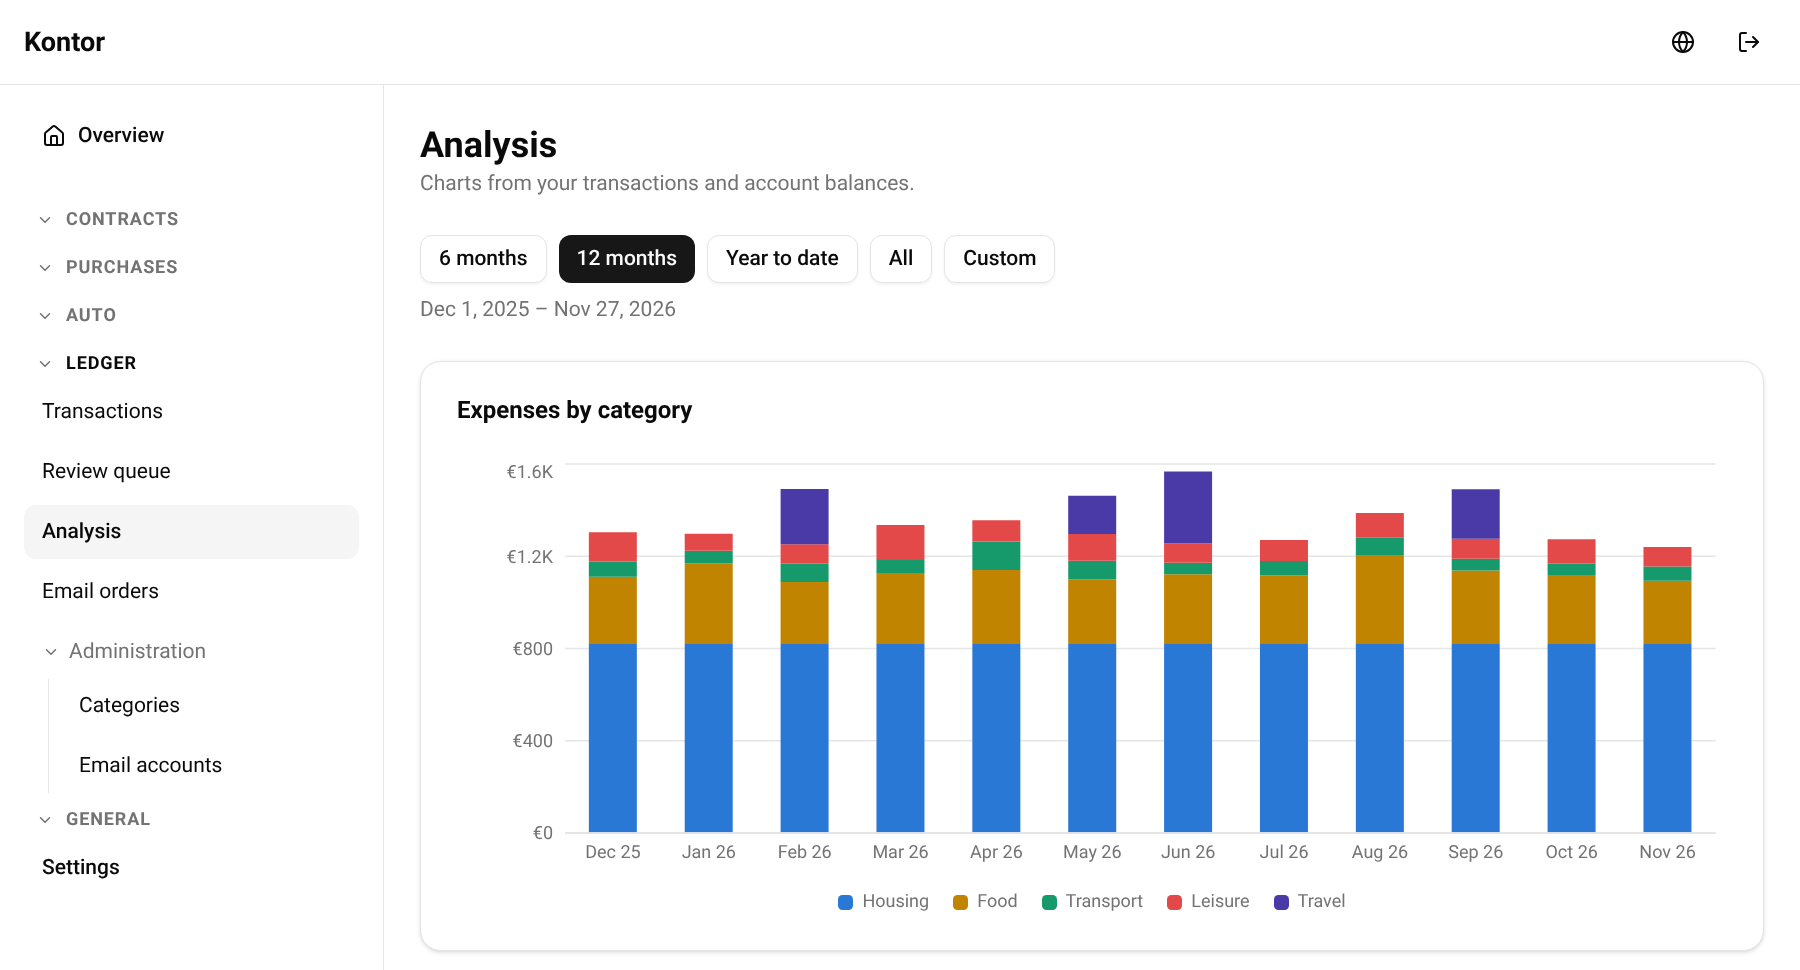 Kontor
Overview
CONTRACTS
PURCHASES
AUTO
LEDGER
Transactions
Review queue
Analysis
Email orders
Administration
Categories
Email accounts
GENERAL
Settings
Analysis
Charts from your transactions and account balances.
6 months 12 months Year to date All Custom
Dec 1, 2025 – Nov 27, 2026
Expenses by category
€1.6K
€1.2K
€800
€400
€0
Dec 25 Jan 26 Feb 26 Mar 26 Apr 26 May 26 Jun 26 Jul 26 Aug 26 Sep 26 Oct 26 Nov 26
Housing Food Transport Leisure Travel